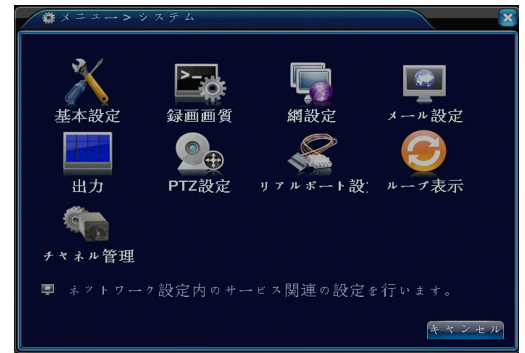 メニュー > システム
基本設定
録画画質
網設定
メール設定
出力
PTZ設定
リアルポート設:
ループ表示
チャネル管理
ネットワーク設定内のサービス関連の設定を行います。
キャンセル